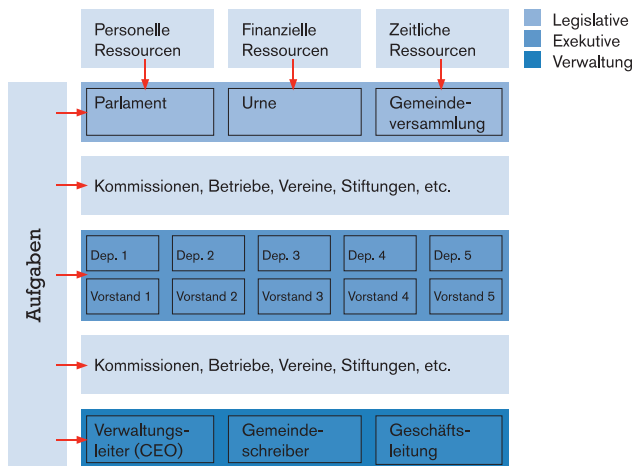 Personelle
Ressourcen
Finanzielle
Ressourcen
Zeitliche
Ressourcen
Legislative
Exekutive
Verwaltung
Aufgaben
Parlament
Urne
Gemeinde-
versammlung
Kommissionen, Betriebe, Vereine, Stiftungen, etc.
Dep. 1
Dep. 2
Dep. 3
Dep. 4
Dep. 5
Vorstand 1
Vorstand 2
Vorstand 3
Vorstand 4
Vorstand 5
Kommissionen, Betriebe, Vereine, Stiftungen, etc.
Verwaltungs-
leiter (CEO)
Gemeinde-
schreiber
Geschäfts-
leitung